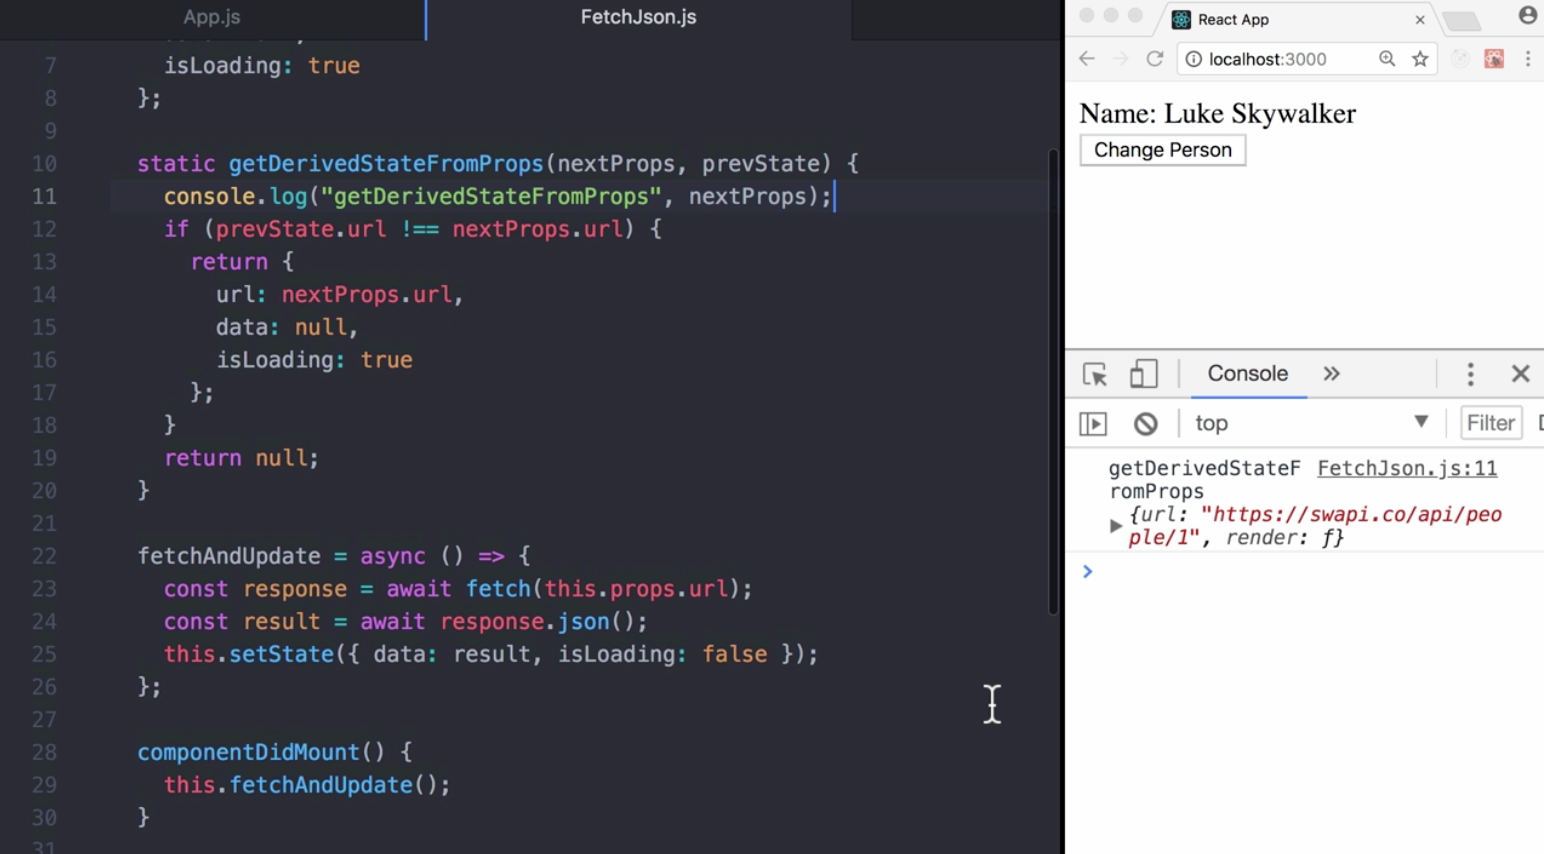 App.js
FetchJson.js
7 isLoading: true
8 };
9
10 static getDerivedStateFromProps(nextProps, prevState) {
11 console.log("getDerivedStateFromProps", nextProps);
12 if (prevState.url !== nextProps.url) {
13 return {
14 url: nextProps.url,
15 data: null,
16 isLoading: true
17 };
18 }
19 return null;
20 }
21
22 fetchAndUpdate = async () => {
23 const response = await fetch(this.props.url);
24 const result = await response.json();
25 this.setState({ data: result, isLoading: false });
26 };
27
28 componentDidMount() {
29 this.fetchAndUpdate();
30 }
31
React App
localhost:3000
Name: Luke Skywalker
Change Person
Console
top
Filter
getDerivedStateF FetchJson.js:11
romProps
{url: "https://swapi.co/api/peo
ple/1", render: ƒ}